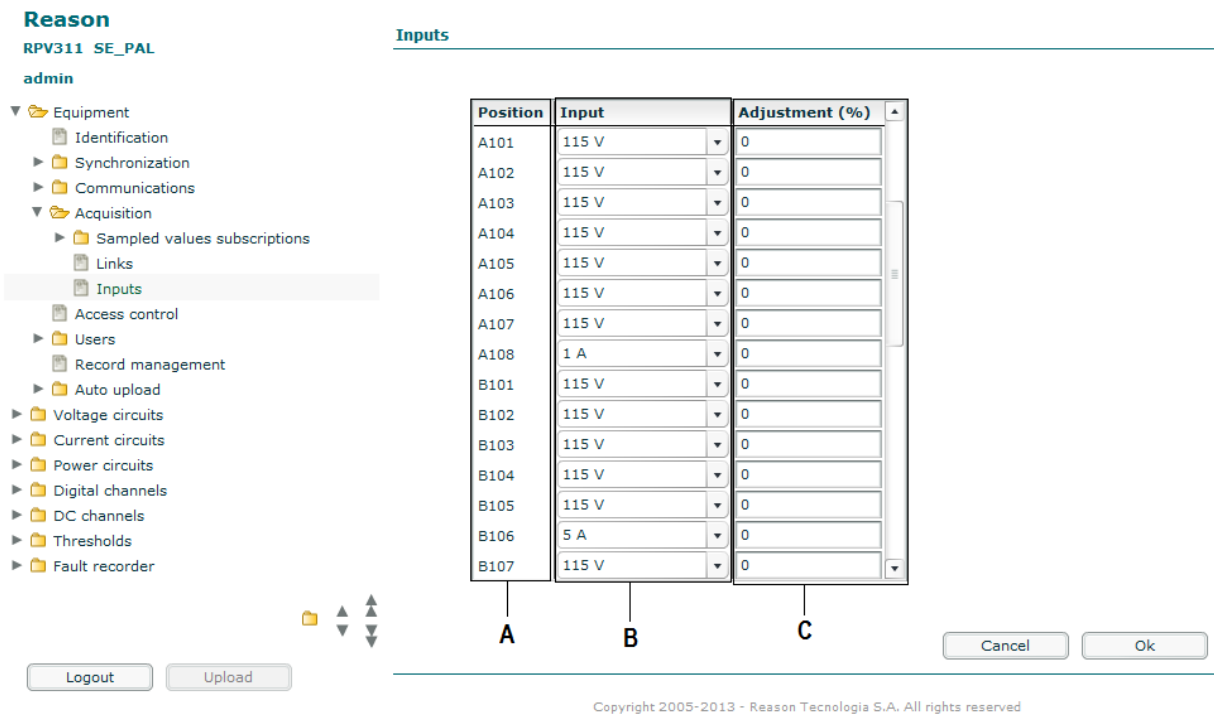 Reason
RPV311 SE_PAL
admin
Equipment
Identification
Synchronization
Communications
Acquisition
Sampled values subscriptions
Links
Inputs
Access control
Users
Record management
Auto upload
Voltage circuits
Current circuits
Power circuits
Digital channels
DC channels
Thresholds
Fault recorder
Logout Upload
Inputs
Position Input Adjustment (%)
A101 115 V 0
A102 115 V 0
A103 115 V 0
A104 115 V 0
A105 115 V 0
A106 115 V 0
A107 115 V 0
A108 1 A 0
B101 115 V 0
B102 115 V 0
B103 115 V 0
B104 115 V 0
B105 115 V 0
B106 5 A 0
B107 115 V 0
A B C
Cancel Ok
Copyright 2005-2013 - Reason Tecnologia S.A. All rights reserved